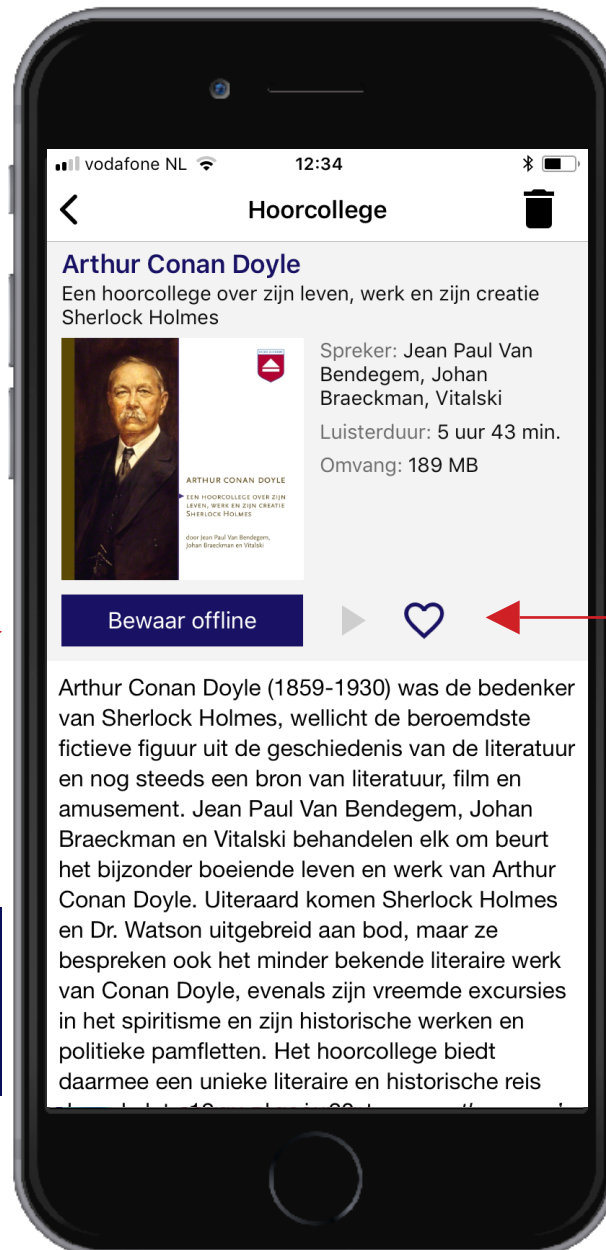 vodafone NL 12:34
Hoorcollege
Arthur Conan Doyle
Een hoorcollege over zijn leven, werk en zijn creatie
Sherlock Holmes
ARTHUR CONAN DOYLE
EEN HOORCOLLEGE OVER ZIJN
LEVEN, WERK EN ZIJN CREATIE
SHERLOCK HOLMES
door Jean Paul Van Bendegem,
Johan Braeckman en Vitalski
Spreker: Jean Paul Van
Bendegem, Johan
Braeckman, Vitalski
Luisterduur: 5 uur 43 min.
Omvang: 189 MB
Bewaar offline
Arthur Conan Doyle (1859-1930) was de bedenker
van Sherlock Holmes, wellicht de beroemdste
fictieve figuur uit de geschiedenis van de literatuur
en nog steeds een bron van literatuur, film en
amusement. Jean Paul Van Bendegem, Johan
Braeckman en Vitalski behandelen elk om beurt
het bijzonder boeiende leven en werk van Arthur
Conan Doyle. Uiteraard komen Sherlock Holmes
en Dr. Watson uitgebreid aan bod, maar ze
bespreken ook het minder bekende literaire werk
van Conan Doyle, evenals zijn vreemde excursies
in het spiritisme en zijn historische werken en
politieke pamfletten. Het hoorcollege biedt
daarmee een unieke literaire en historische reis